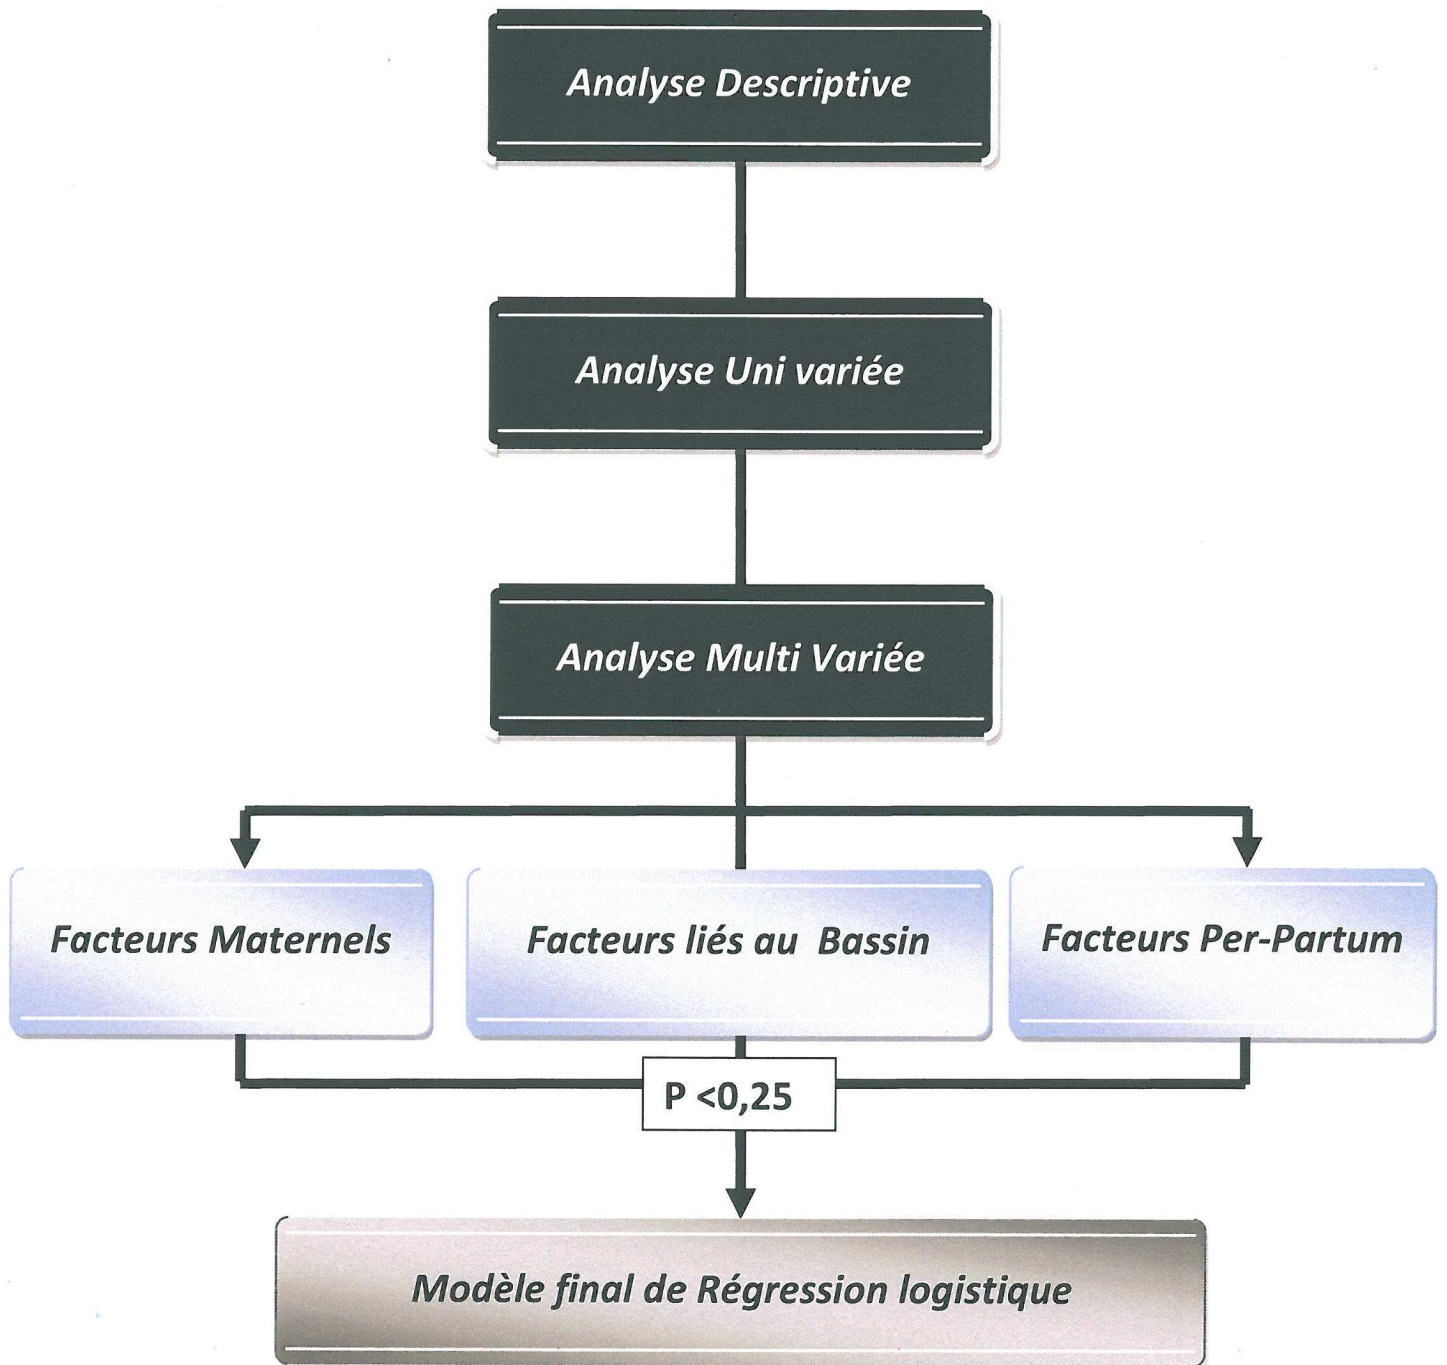 Analyse Descriptive
Analyse Uni variée
Analyse Multi Variée
Facteurs Maternels
Facteurs liés au Bassin
Facteurs Per-Partum
P <0,25
Modèle final de Régression logistique